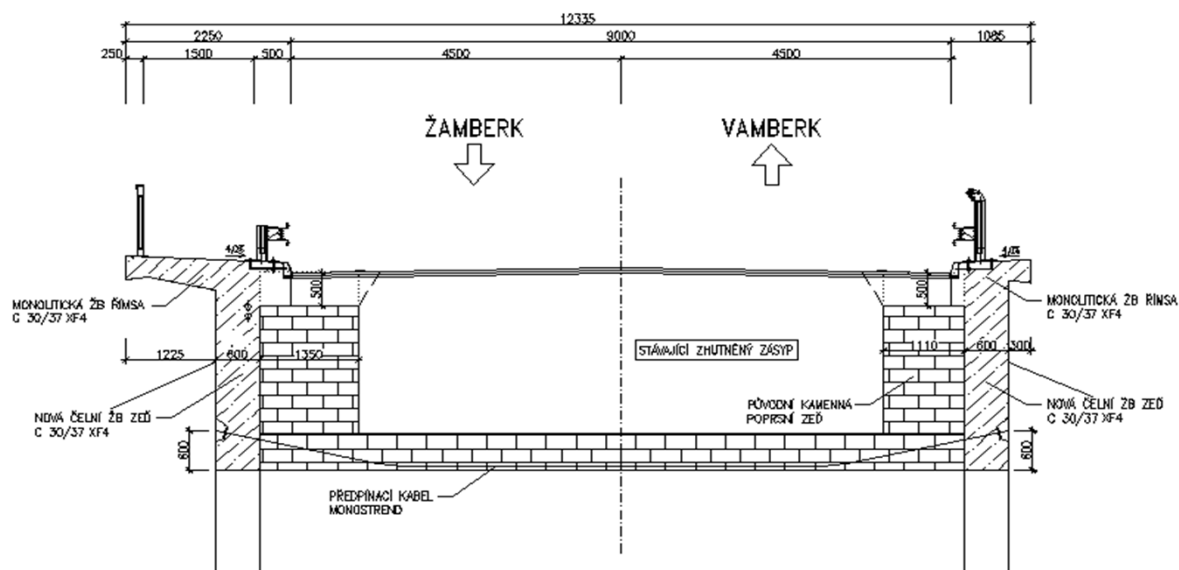 12335
2250 9000 1085
250 1500 500 4500 4500
ŽAMBERK VAMBERK
4% 4%
500 500
MONOLITICKÁ ŽB ŘÍMSA
C 30/37 XF4
MONOLITICKÁ ŽB ŘÍMSA
C 30/37 XF4
STÁVAJÍCÍ ZHUTNĚNÝ ZÁSYP
1225 600 1350 1110 600 300
NOVÁ ČELNÍ ŽB ZEĎ
C 30/37 XF4
PŮVODNÍ KAMENNÁ
POPRSNÍ ZEĎ
NOVÁ ČELNÍ ŽB ZEĎ
C 30/37 XF4
600 600
PŘEDPÍNACÍ KABEL
MONOSTREND